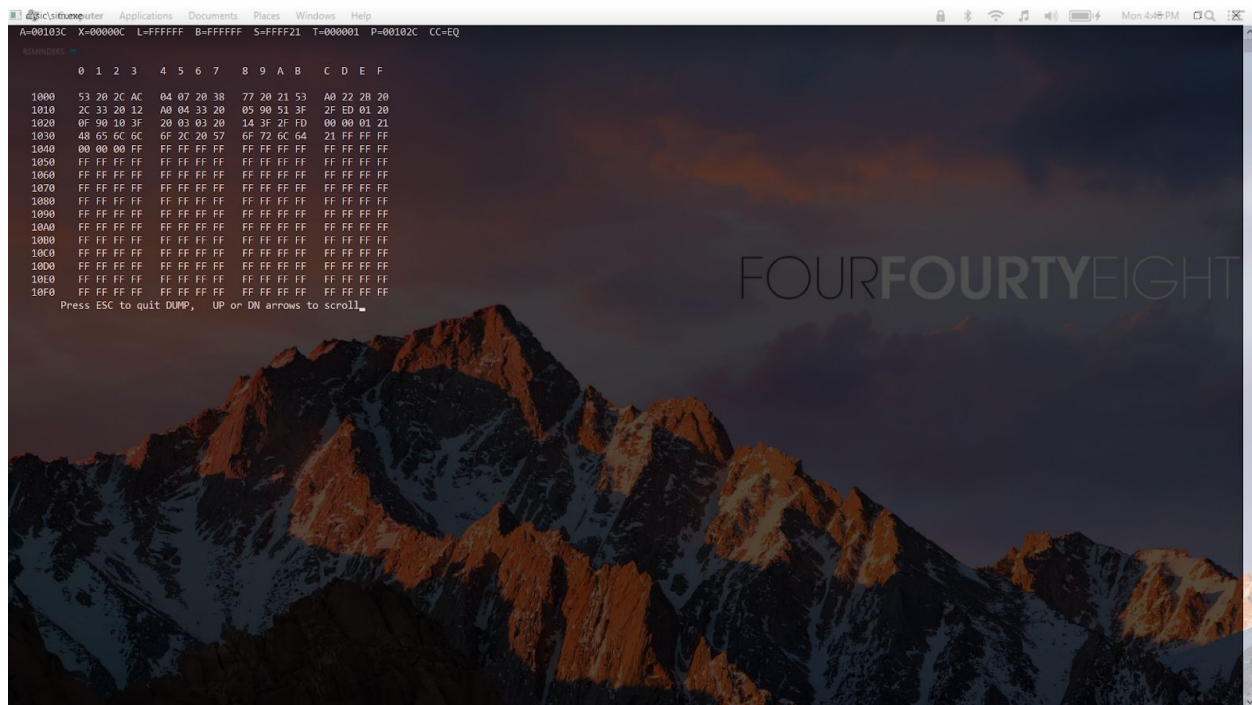 sic\sim.exe puter Applications Documents Places Windows Help Mon 4:48 PM
A=00103C X=00000C L=FFFFFF B=FFFFFF S=FFFF21 T=000001 P=00102C CC=EQ
REMINDERS
0 1 2 3 4 5 6 7 8 9 A B C D E F
1000 53 20 2C AC 04 07 20 38 77 20 21 53 A0 22 2B 20
1010 2C 33 20 12 A0 04 33 20 05 90 51 3F 2F ED 01 20
1020 0F 90 10 3F 20 03 03 20 14 3F 2F FD 00 00 01 21
1030 48 65 6C 6C 6F 2C 20 57 6F 72 6C 64 21 FF FF FF
1040 00 00 00 FF FF FF FF FF FF FF FF FF FF FF FF FF
1050 FF FF FF FF FF FF FF FF FF FF FF FF FF FF FF FF
1060 FF FF FF FF FF FF FF FF FF FF FF FF FF FF FF FF
1070 FF FF FF FF FF FF FF FF FF FF FF FF FF FF FF FF
1080 FF FF FF FF FF FF FF FF FF FF FF FF FF FF FF FF
1090 FF FF FF FF FF FF FF FF FF FF FF FF FF FF FF FF
10A0 FF FF FF FF FF FF FF FF FF FF FF FF FF FF FF FF
10B0 FF FF FF FF FF FF FF FF FF FF FF FF FF FF FF FF
10C0 FF FF FF FF FF FF FF FF FF FF FF FF FF FF FF FF
10D0 FF FF FF FF FF FF FF FF FF FF FF FF FF FF FF FF
10E0 FF FF FF FF FF FF FF FF FF FF FF FF FF FF FF FF
10F0 FF FF FF FF FF FF FF FF FF FF FF FF FF FF FF FF
Press ESC to quit DUMP, UP or DN arrows to scroll_
FOURFOURTYEIGHT